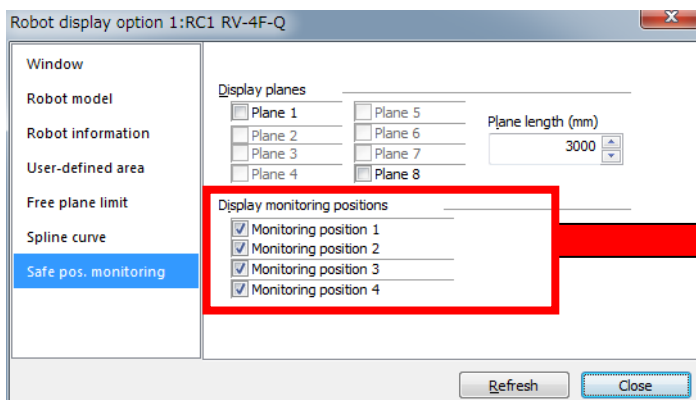 Robot display option 1:RC1 RV-4F-Q
x
Window
Robot model
Robot information
User-defined area
Free plane limit
Spline curve
Safe pos. monitoring
Display planes
Plane 1
Plane 2
Plane 3
Plane 4
Plane 5
Plane 6
Plane 7
Plane 8
Plane length (mm)
3000
Display monitoring positions
Monitoring position 1
Monitoring position 2
Monitoring position 3
Monitoring position 4
Refresh
Close